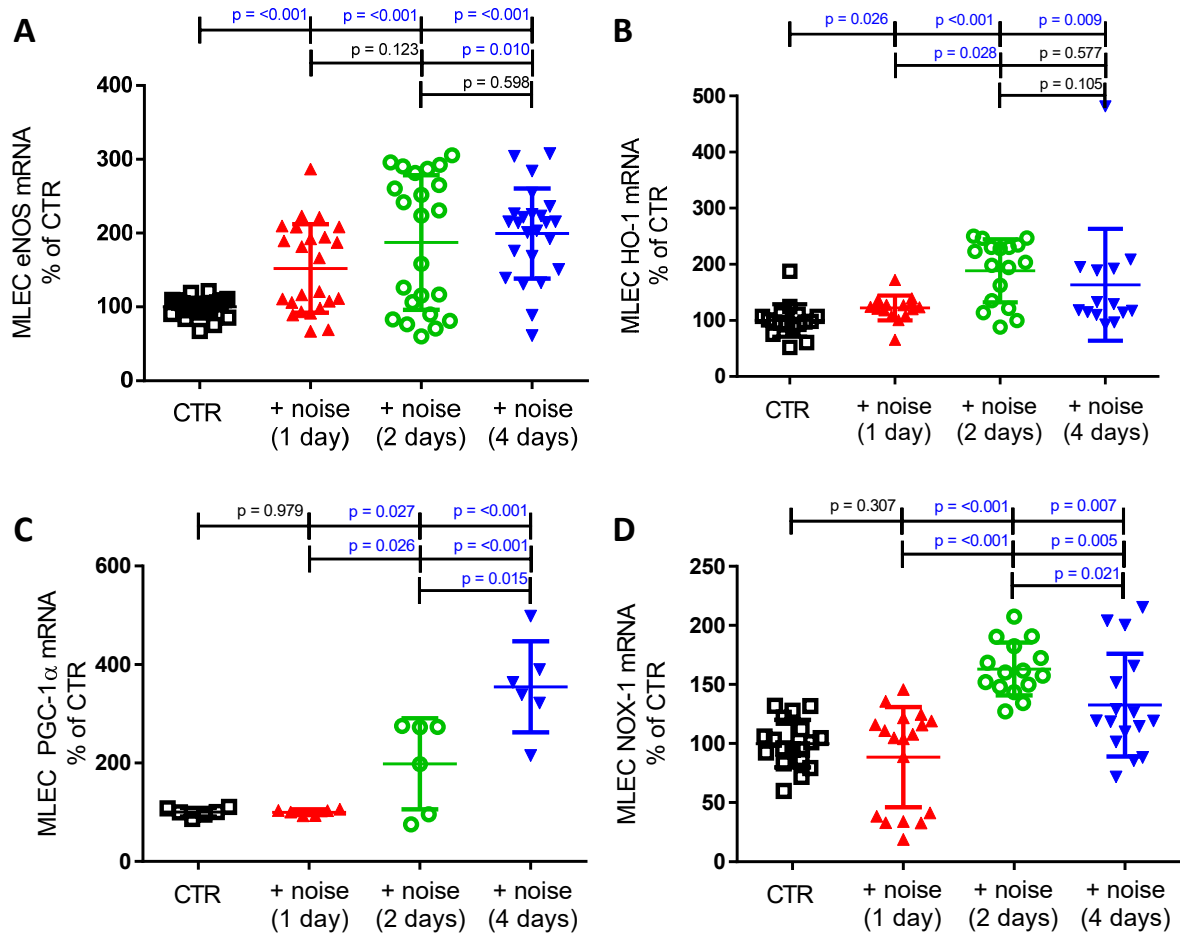 A
p = <0.001 p = <0.001 p = <0.001
p = 0.123 p = 0.010
p = 0.598
MLEC eNOS mRNA
% of CTR
400
300
200
100
0
CTR
+ noise
(1 day)
+ noise
(2 days)
+ noise
(4 days)
B
p = 0.026 p = <0.001 p = 0.009
p = 0.028 p = 0.577
p = 0.105
MLEC HO-1 mRNA
% of CTR
500
400
300
200
100
0
CTR
+ noise
(1 day)
+ noise
(2 days)
+ noise
(4 days)
C
p = 0.979 p = 0.027 p = <0.001
p = 0.026 p = <0.001
p = 0.015
MLEC PGC-1α mRNA
% of CTR
600
400
200
0
CTR
+ noise
(1 day)
+ noise
(2 days)
+ noise
(4 days)
D
p = 0.307 p = <0.001 p = 0.007
p = <0.001 p = 0.005
p = 0.021
MLEC NOX-1 mRNA
% of CTR
250
200
150
100
50
0
CTR
+ noise
(1 day)
+ noise
(2 days)
+ noise
(4 days)